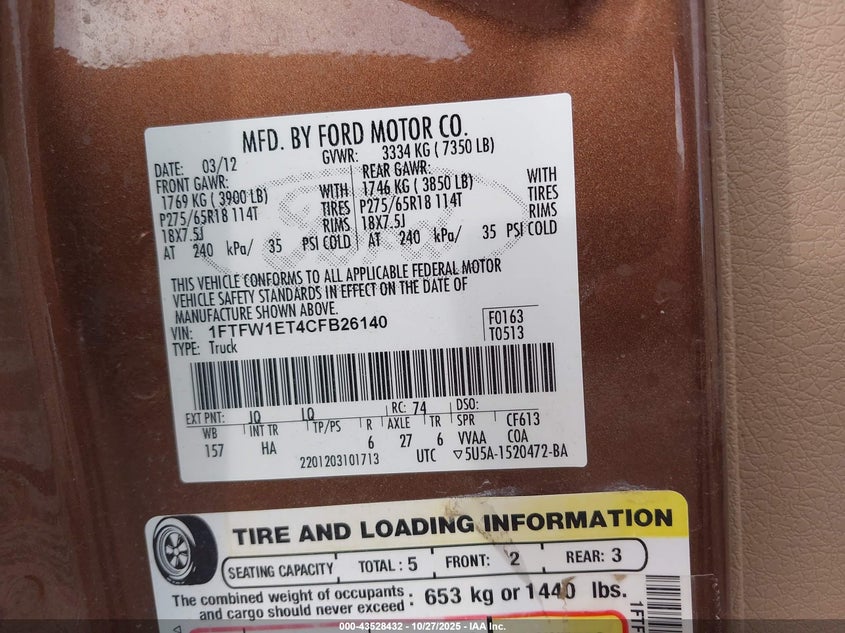 MFD. BY FORD MOTOR CO.
DATE: 03/12 GVWR: 3334 KG ( 7350 LB)
FRONT GAWR: REAR GAWR:
1769 KG ( 3900 LB) WITH 1746 KG ( 3850 LB) WITH
P275/65R18 114T TIRES P275/65R18 114T TIRES
18X7.5J RIMS 18X7.5J RIMS
AT 240 kPa/ 35 PSI COLD AT 240 kPa/ 35 PSI COLD
THIS VEHICLE CONFORMS TO ALL APPLICABLE FEDERAL MOTOR
VEHICLE SAFETY STANDARDS IN EFFECT ON THE DATE OF
MANUFACTURE SHOWN ABOVE.
VIN: 1FTFW1ET4CFB26140 F0163
TYPE: Truck T0513
EXT PNT: JQ LQ RC: 74 DSO:
WB INT TR TP/PS R AXLE TR SPR CF613
157 HA 6 27 6 VVAA COA
2201203101713 UTC ▽5U5A-1520472-BA
TIRE AND LOADING INFORMATION
SEATING CAPACITY TOTAL : 5 FRONT: 2 REAR: 3
The combined weight of occupants
and cargo should never exceed : 653 kg or 1440 lbs.
1FTF
000-43528432 - 10/27/2025 - IAA Inc.